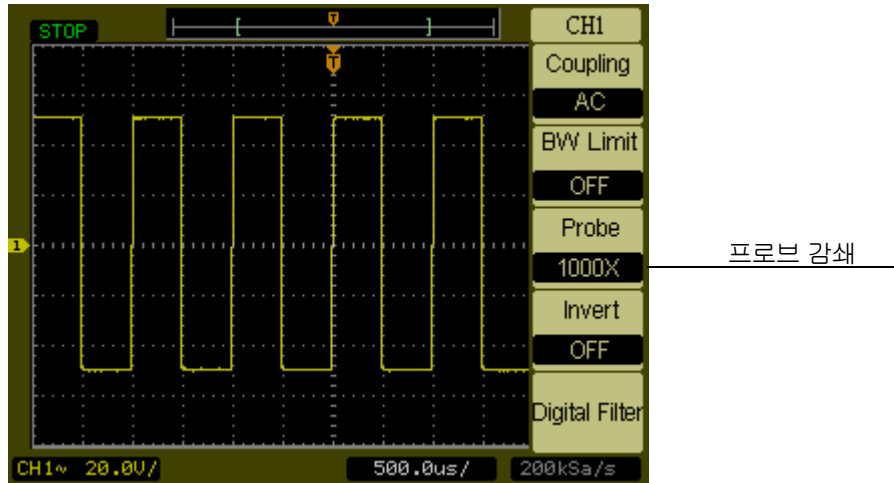 STOP
T
T
CH1
Coupling
AC
BW Limit
OFF
Probe
1000X
프로브 감쇄
Invert
OFF
Digital Filter
1
CH1~ 20.0V/
500.0us/
200kSa/s